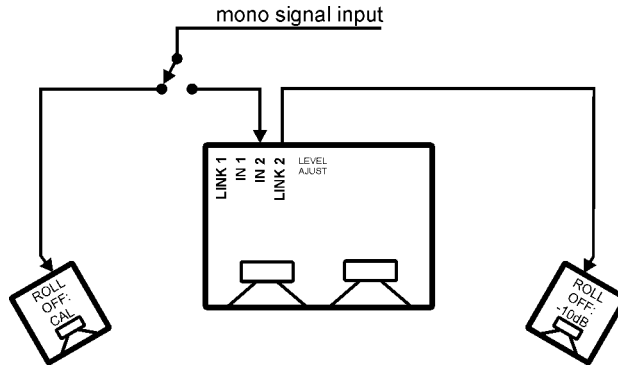 mono signal input
LINK 1
IN 1
IN 2
LINK 2
LEVEL
AJUST
ROLL
OFF:
CAL
ROLL
OFF:
-10dB